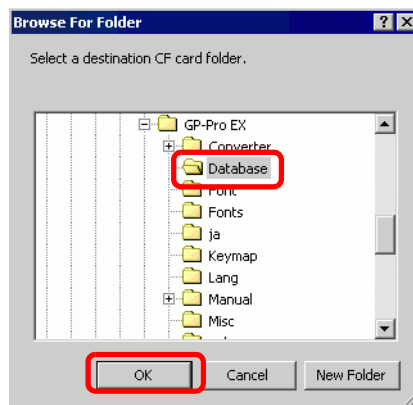 Browse For Folder
Select a destination CF card folder.
GP-Pro EX
Converter
Database
Font
Fonts
ja
Keymap
Lang
Manual
Misc
OK Cancel New Folder